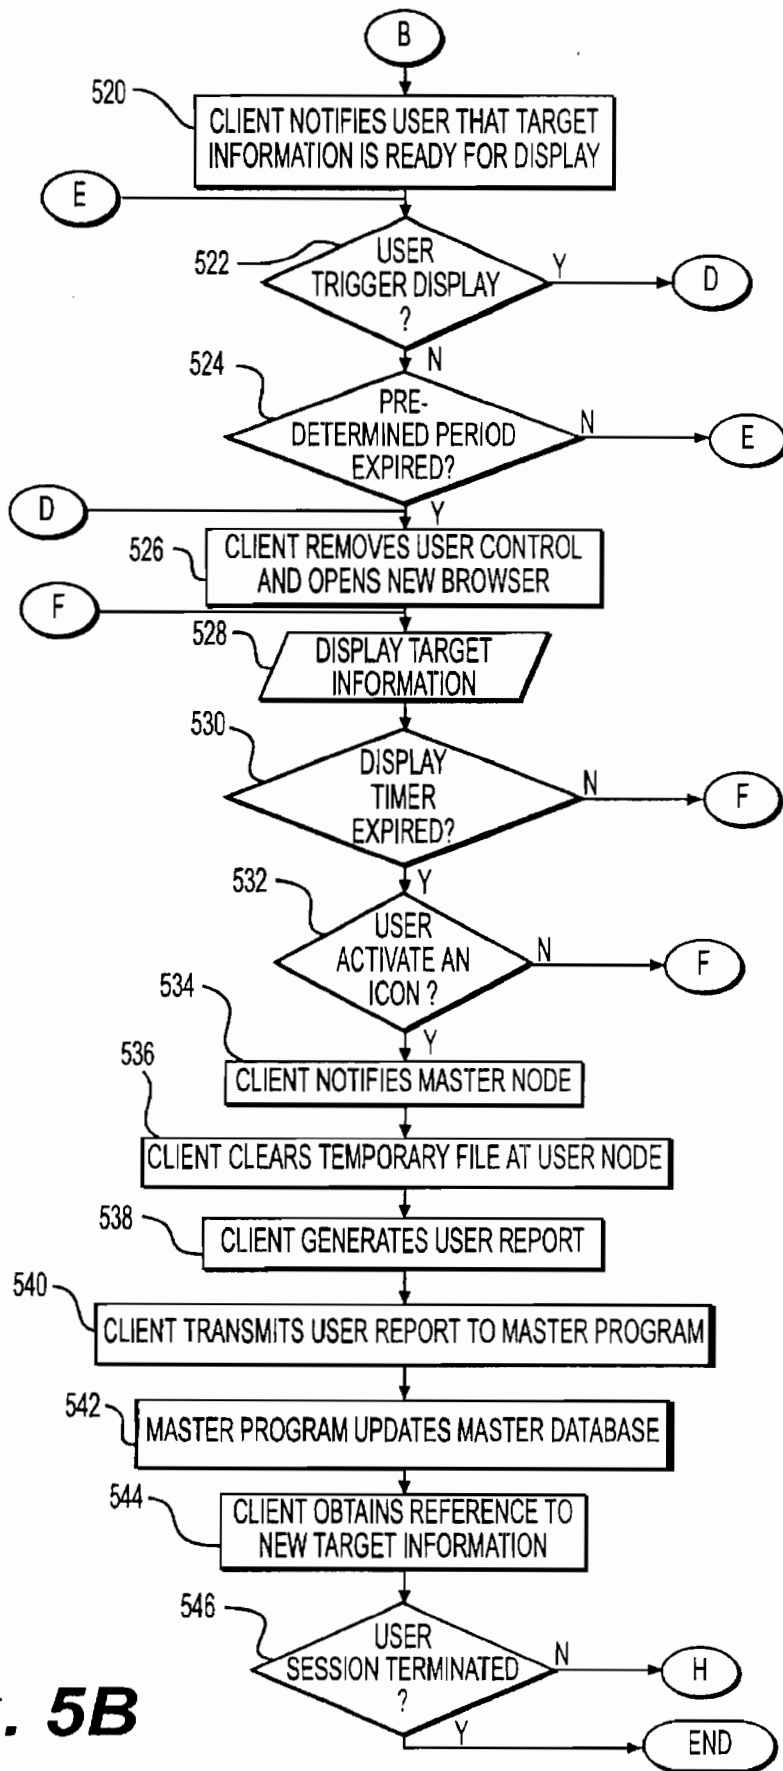 B
520
CLIENT NOTIFIES USER THAT TARGET
INFORMATION IS READY FOR DISPLAY
E
522
USER
TRIGGER DISPLAY
?
Y
D
N
524
PRE-
DETERMINED PERIOD
EXPIRED?
N
E
D
Y
526
CLIENT REMOVES USER CONTROL
AND OPENS NEW BROWSER
F
528
DISPLAY TARGET
INFORMATION
530
DISPLAY
TIMER
EXPIRED?
N
F
Y
532
USER
ACTIVATE AN
ICON ?
N
F
Y
534
CLIENT NOTIFIES MASTER NODE
536
CLIENT CLEARS TEMPORARY FILE AT USER NODE
538
CLIENT GENERATES USER REPORT
540
CLIENT TRANSMITS USER REPORT TO MASTER PROGRAM
542
MASTER PROGRAM UPDATES MASTER DATABASE
544
CLIENT OBTAINS REFERENCE TO
NEW TARGET INFORMATION
546
USER
SESSION TERMINATED
?
N
H
Y
END
. 5B